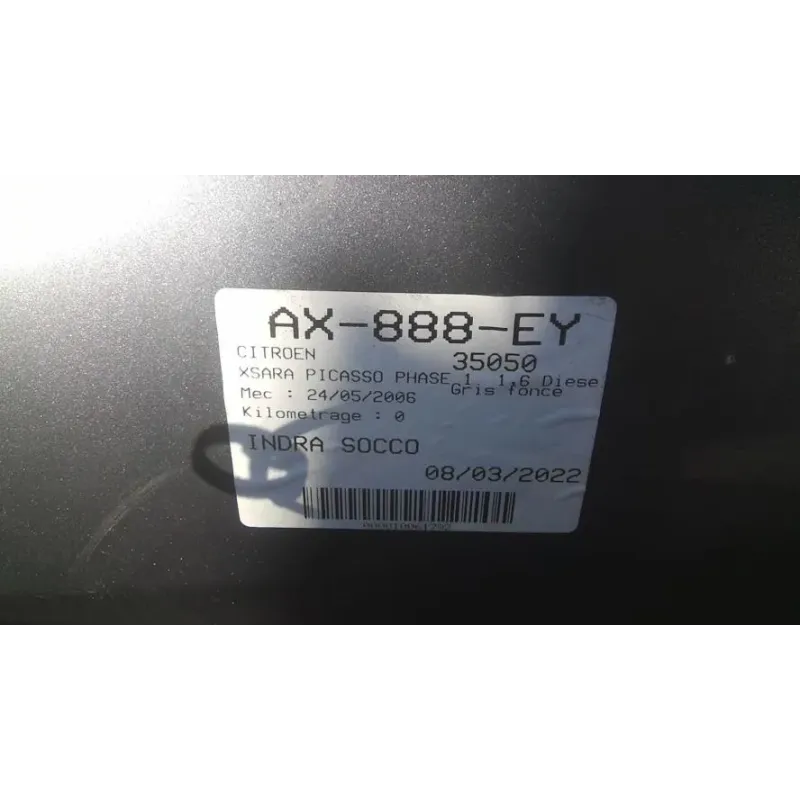 AX-888-EY
CITROEN 35050
XSARA PICASSO PHASE 1 1.6 Diese
Mec : 24/05/2006 Gris fonce
Kilometrage : 0
INDRA SOCCO
08/03/2022